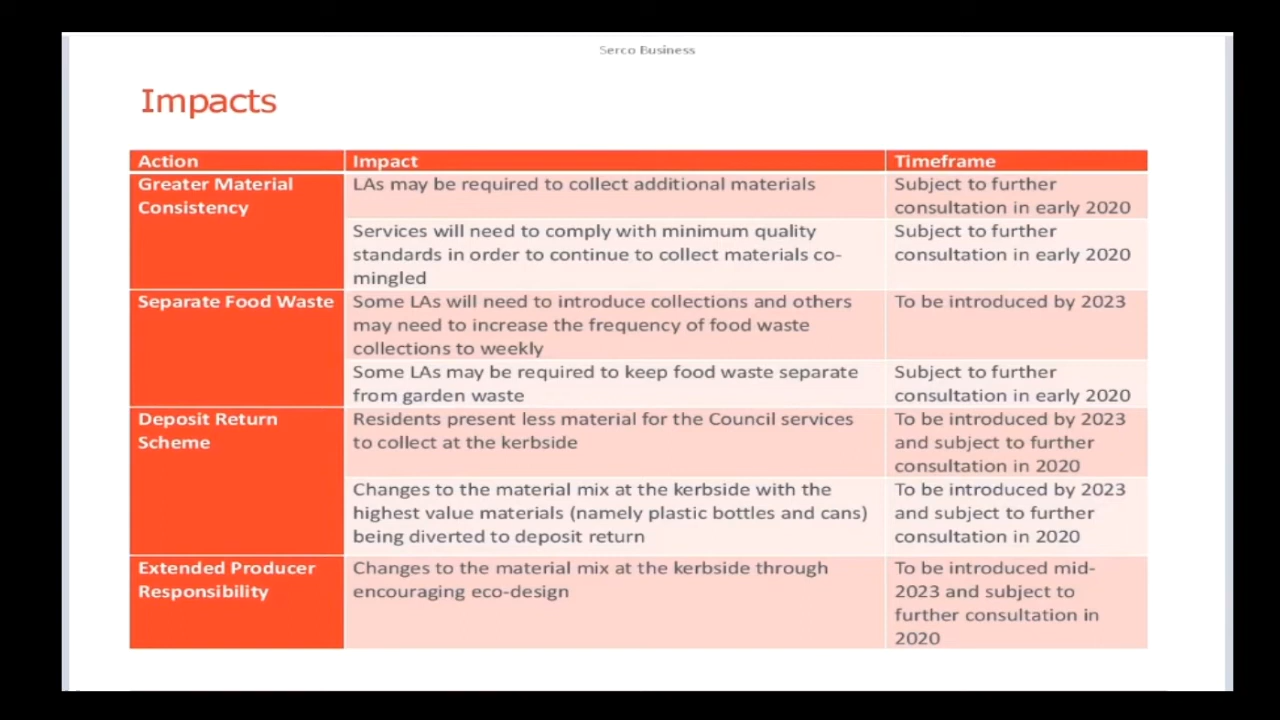 Serco Business
Impacts
Action Impact Timeframe
Greater Material
Consistency
LAs may be required to collect additional materials
Subject to further
consultation in early 2020
Services will need to comply with minimum quality
standards in order to continue to collect materials co-
mingled
Subject to further
consultation in early 2020
Separate Food Waste
Some LAs will need to introduce collections and others
may need to increase the frequency of food waste
collections to weekly
To be introduced by 2023
Some LAs may be required to keep food waste separate
from garden waste
Subject to further
consultation in early 2020
Deposit Return
Scheme
Residents present less material for the Council services
to collect at the kerbside
To be introduced by 2023
and subject to further
consultation in 2020
Changes to the material mix at the kerbside with the
highest value materials (namely plastic bottles and cans)
being diverted to deposit return
To be introduced by 2023
and subject to further
consultation in 2020
Extended Producer
Responsibility
Changes to the material mix at the kerbside through
encouraging eco-design
To be introduced mid-
2023 and subject to
further consultation in
2020